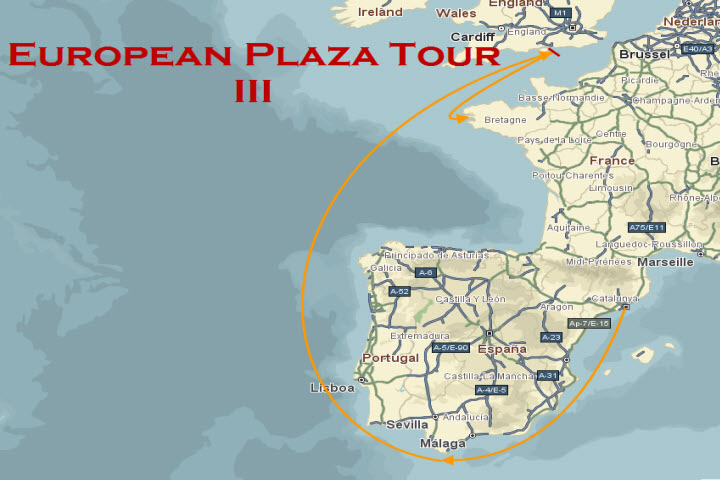 Ireland
Wales
England
M1
Cardiff
England
Nederland
EUROPEAN PLAZA TOUR
III
Brussel
E40/A3
Picardie
Basse-Normandie
Champagne Arden
Bretagne
Centre
Pays de la Loire
Bourgogne
France
Poitou-Charentes
Limousin
Rhône-Alp
Aquitaine
A75/E11
Languedoc-Roussillon
Midi-Pyrénées
Marseille
Principado de Asturias
Galicia
A-6
A-52
Castilla Y León
Catalunya
Aragon
Ap-7/E-15
Extremadura
A-23
A-5/E-90
España
Portugal
Castilla-La Mancha
A-31
Lisboa
A-4/E-5
Sevilla
Andalucía
Málaga